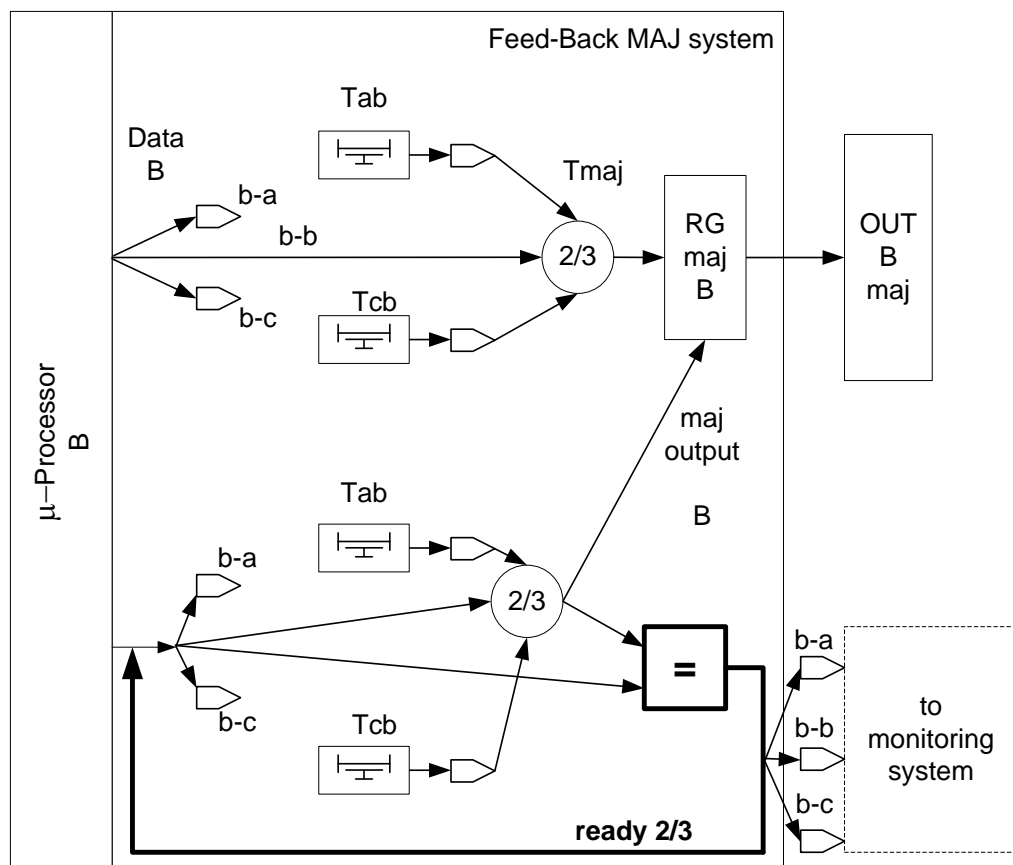 Feed-Back MAJ system
Tab
Data
B
Tmaj
b-a
b-b
2/3
RG
maj
B
OUT
B
maj
b-c
Tcb
μ–Processor
B
maj
output
B
Tab
b-a
2/3
=
b-c
Tcb
b-a
b-b
b-c
to
monitoring
system
ready 2/3